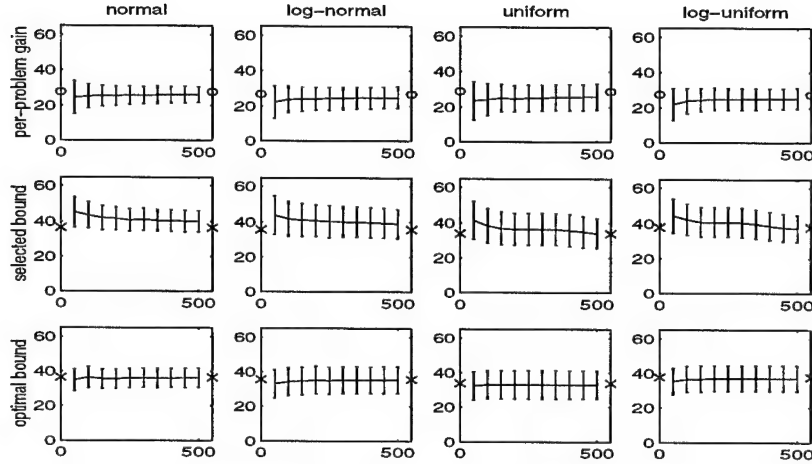 normal log-normal uniform log-uniform
per-problem gain
60 60 60 60
40 40 40 40
20 20 20 20
0 0 0 0
0 500 0 500 0 500 0 500
selected bound
60 60 60 60
40 40 40 40
20 20 20 20
0 0 0 0
0 500 0 500 0 500 0 500
optimal bound
60 60 60 60
40 40 40 40
20 20 20 20
0 0 0 0
0 500 0 500 0 500 0 500